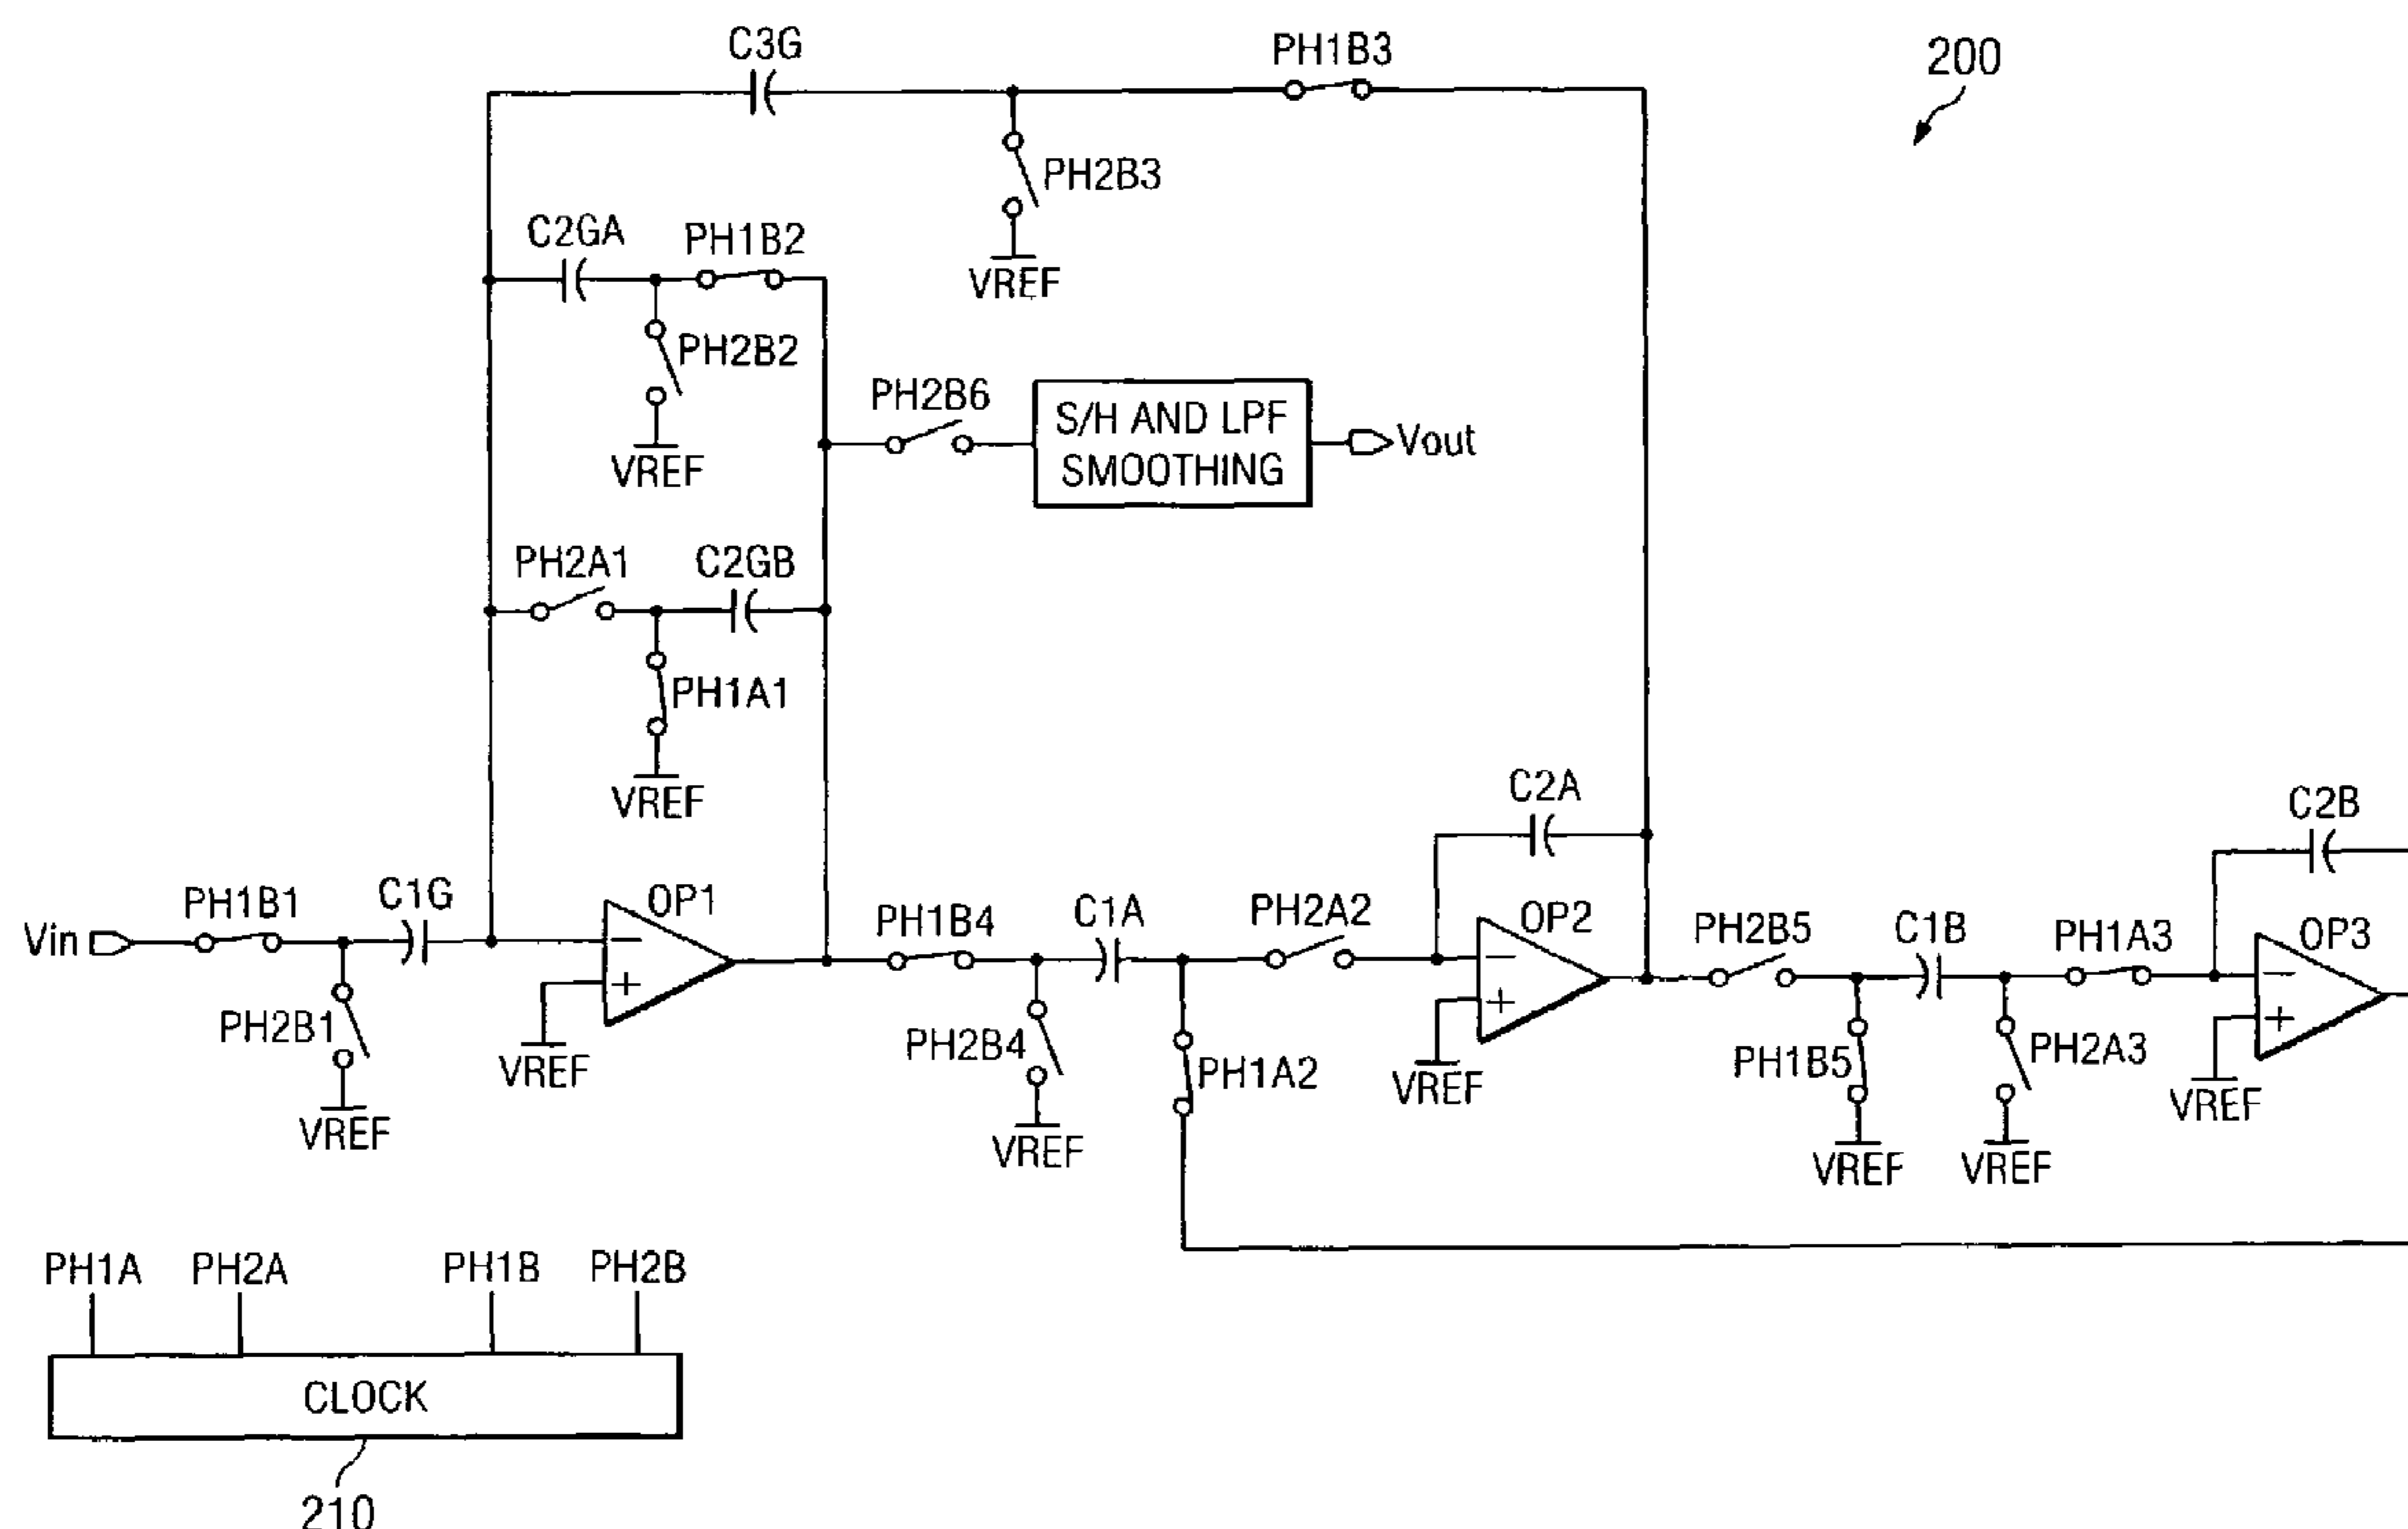 C3G
PH1B3
200
PH2B3
VREF
C2GA
PH1B2
PH2B2
VREF
PH2B6
S/H AND LPF
SMOOTHING
Vout
PH2A1
C2GB
PH1A1
VREF
C2A
C2B
Vin
PH1B1
C1G
OP1
PH1B4
C1A
PH2A2
OP2
PH2B5
C1B
PH1A3
OP3
PH2B1
VREF
VREF
PH2B4
VREF
PH1A2
VREF
PH1B5
VREF
PH2A3
VREF
VREF
PH1A
PH2A
PH1B
PH2B
CLOCK
210